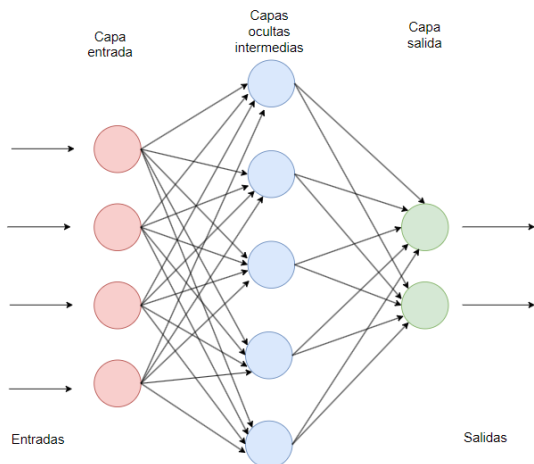 Capa
entrada
Capas
ocultas
intermedias
Capa
salida
Entradas
Salidas